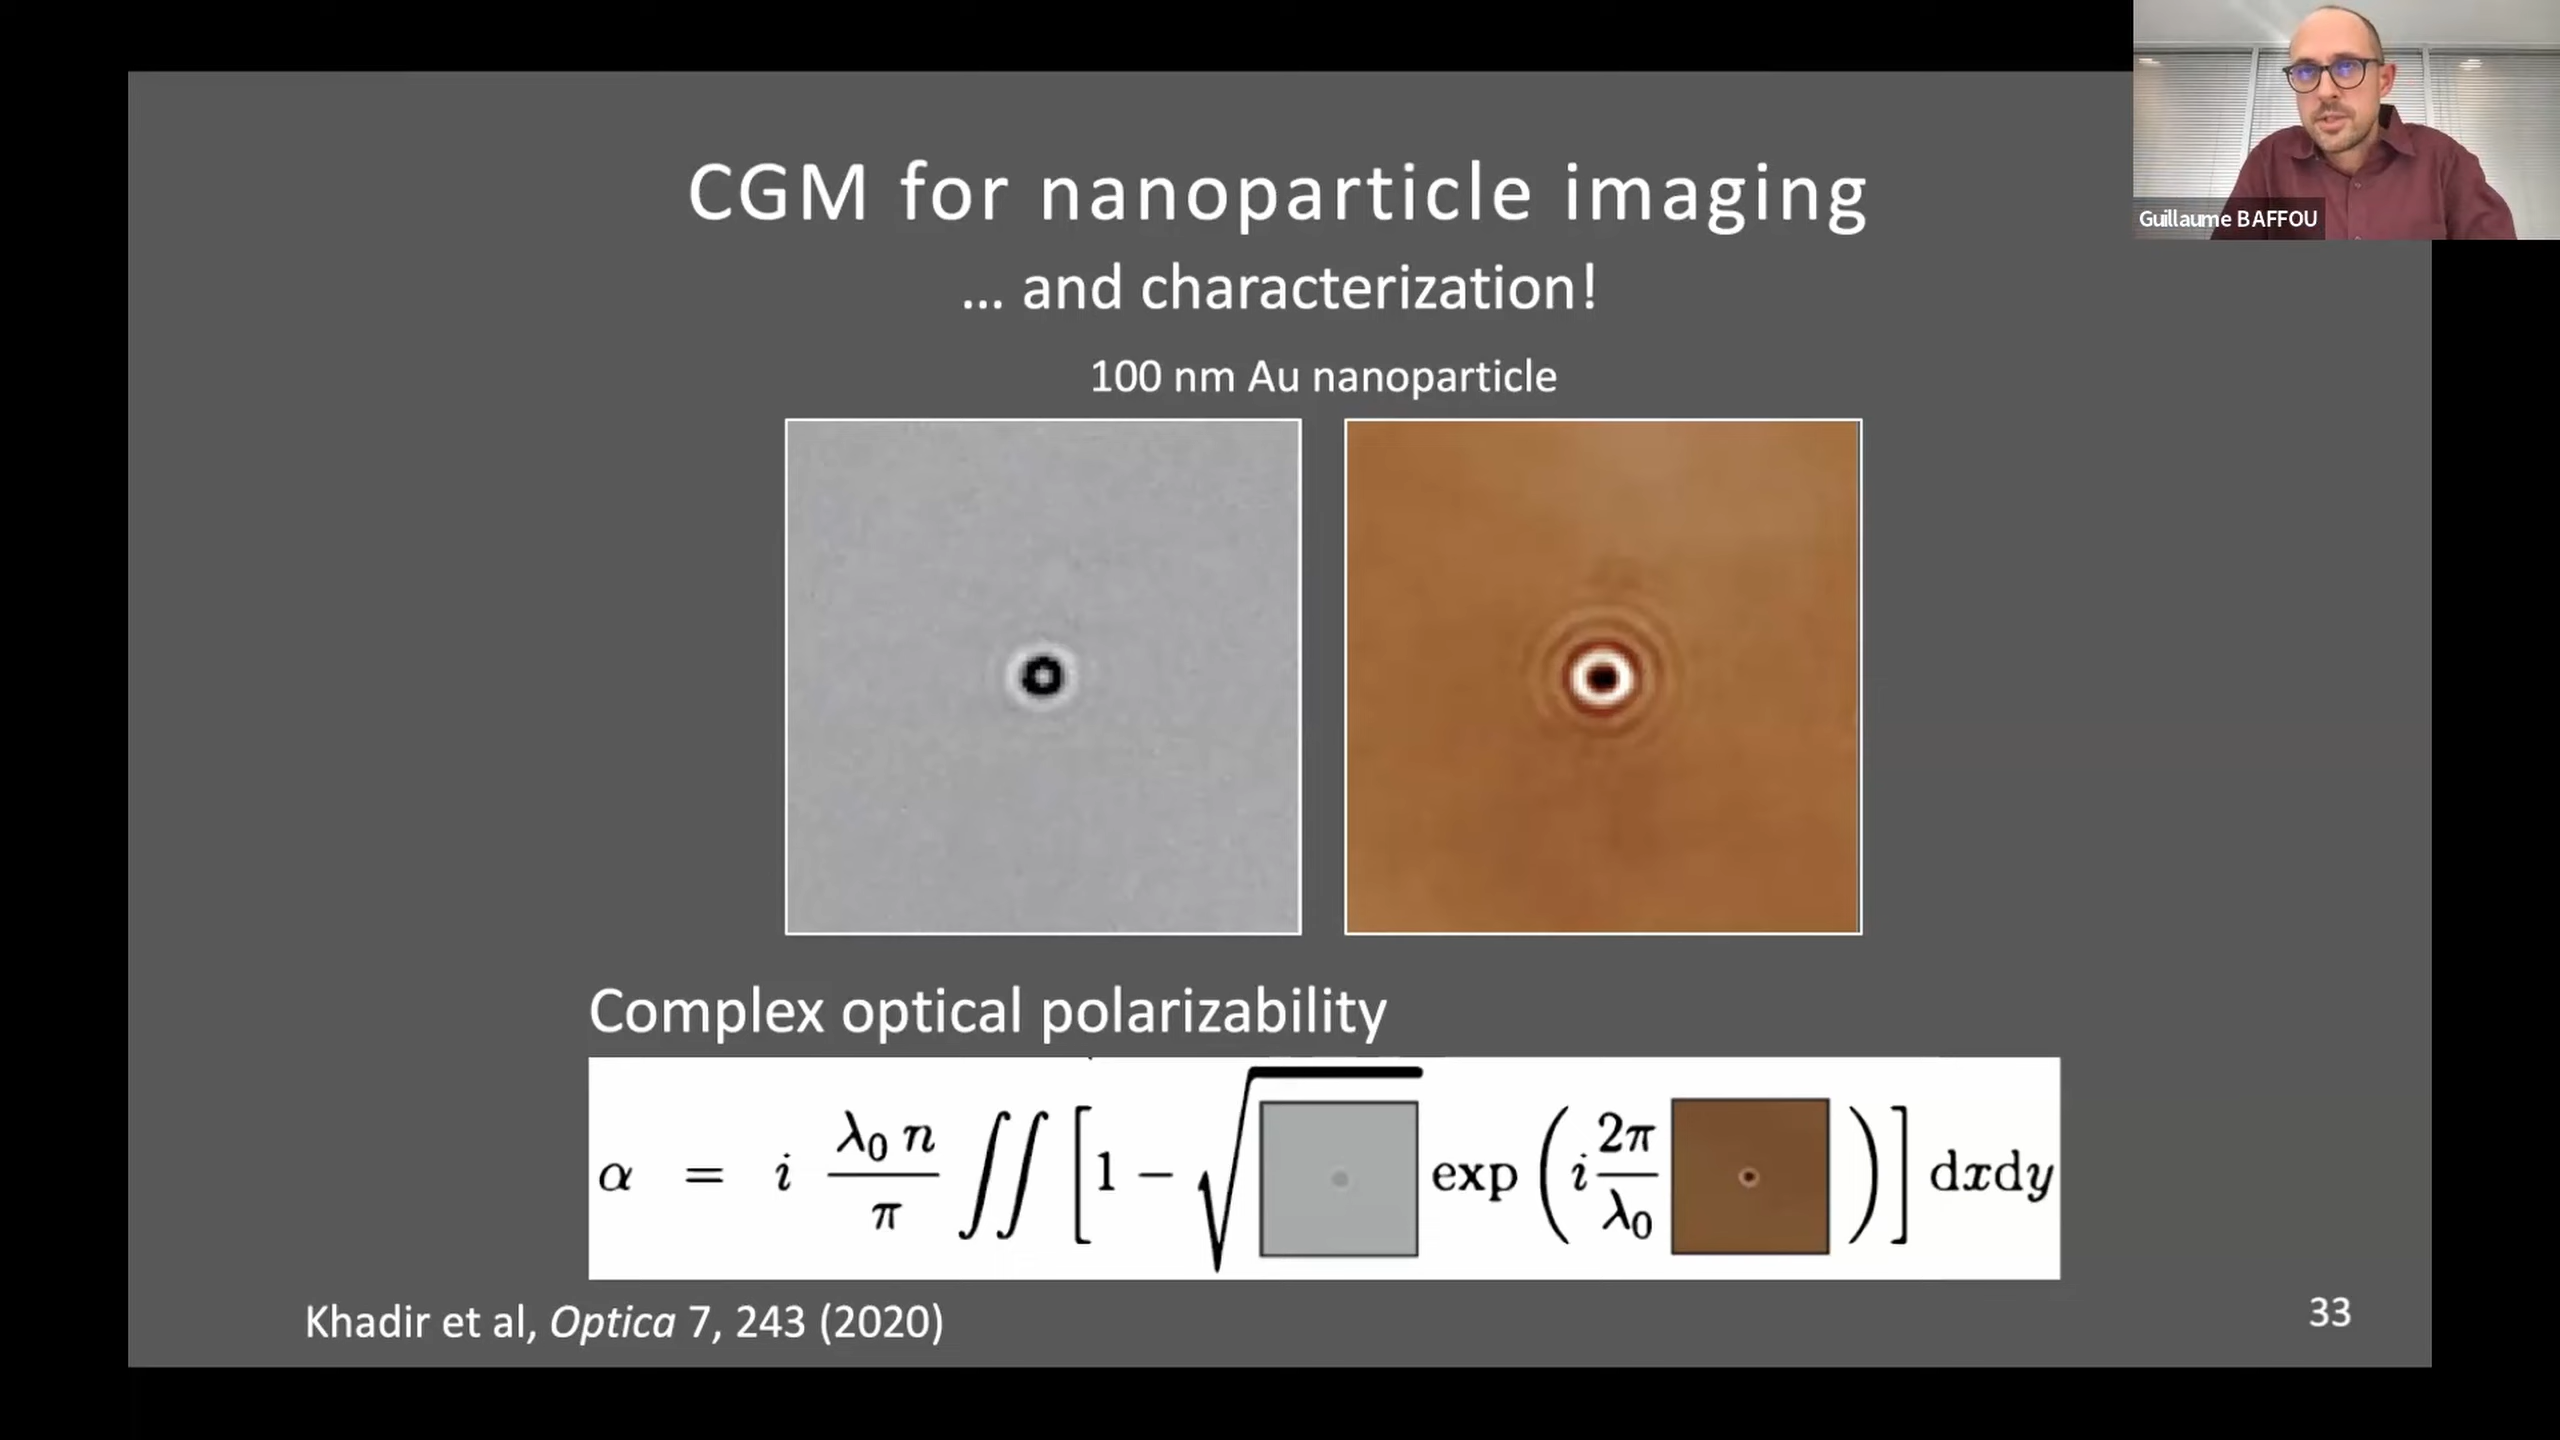 CGM for nanoparticle imaging
... and characterization!
100 nm Au nanoparticle
Complex optical polarizability
α = i λ₀ n / π ∬ [1 − √ exp (i 2π / λ₀ )] dxdy
Khadir et al, Optica 7, 243 (2020)
33
Guillaume BAFFOU